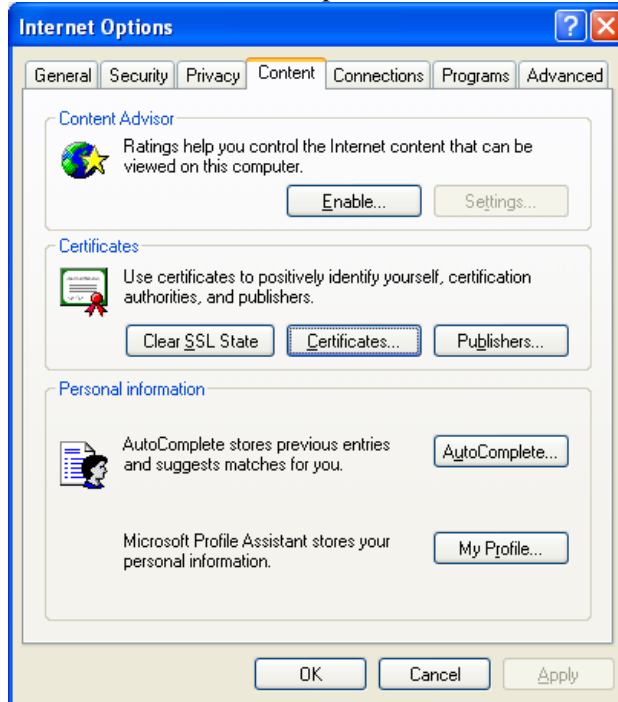 Internet Options
General Security Privacy Content Connections Programs Advanced
Content Advisor
Ratings help you control the Internet content that can be
viewed on this computer.
Enable... Settings...
Certificates
Use certificates to positively identify yourself, certification
authorities, and publishers.
Clear SSL State Certificates... Publishers...
Personal information
AutoComplete stores previous entries
and suggests matches for you.
AutoComplete...
Microsoft Profile Assistant stores your
personal information.
My Profile...
OK Cancel Apply